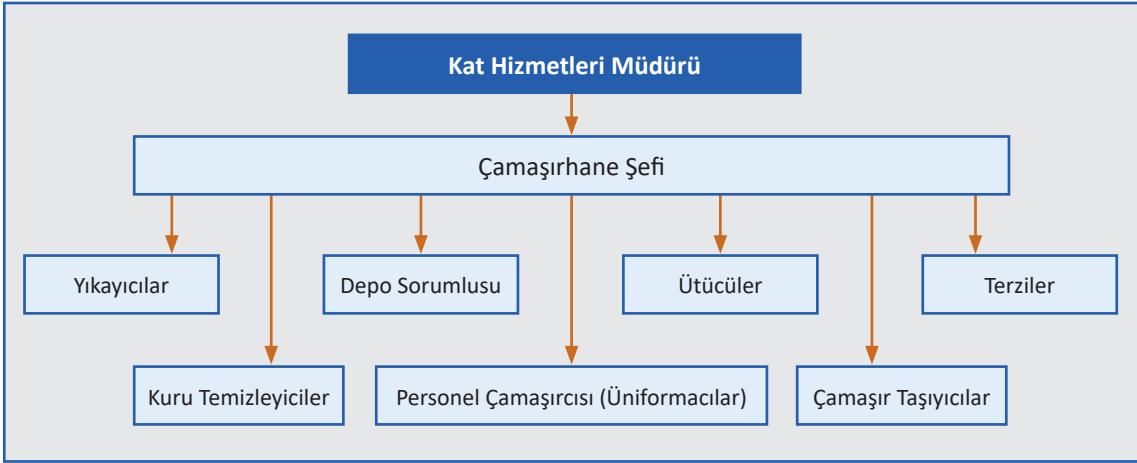 Kat Hizmetleri Müdürü
Çamaşırhane Şefi
Yıkayıcılar
Depo Sorumlusu
Ütücüler
Terziler
Kuru Temizleyiciler
Personel Çamaşırcısı (Üniformacılar)
Çamaşır Taşıyıcılar